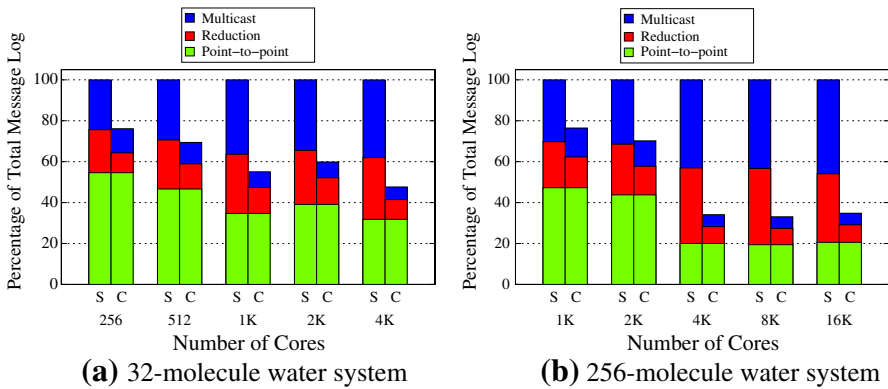 Multicast
Reduction
Point-to-point
Percentage of Total Message Log
100
80
60
40
20
0
S C S C S C S C S C
256 512 1K 2K 4K
Number of Cores
(a) 32-molecule water system
Multicast
Reduction
Point-to-point
Percentage of Total Message Log
100
80
60
40
20
0
S C S C S C S C S C
1K 2K 4K 8K 16K
Number of Cores
(b) 256-molecule water system